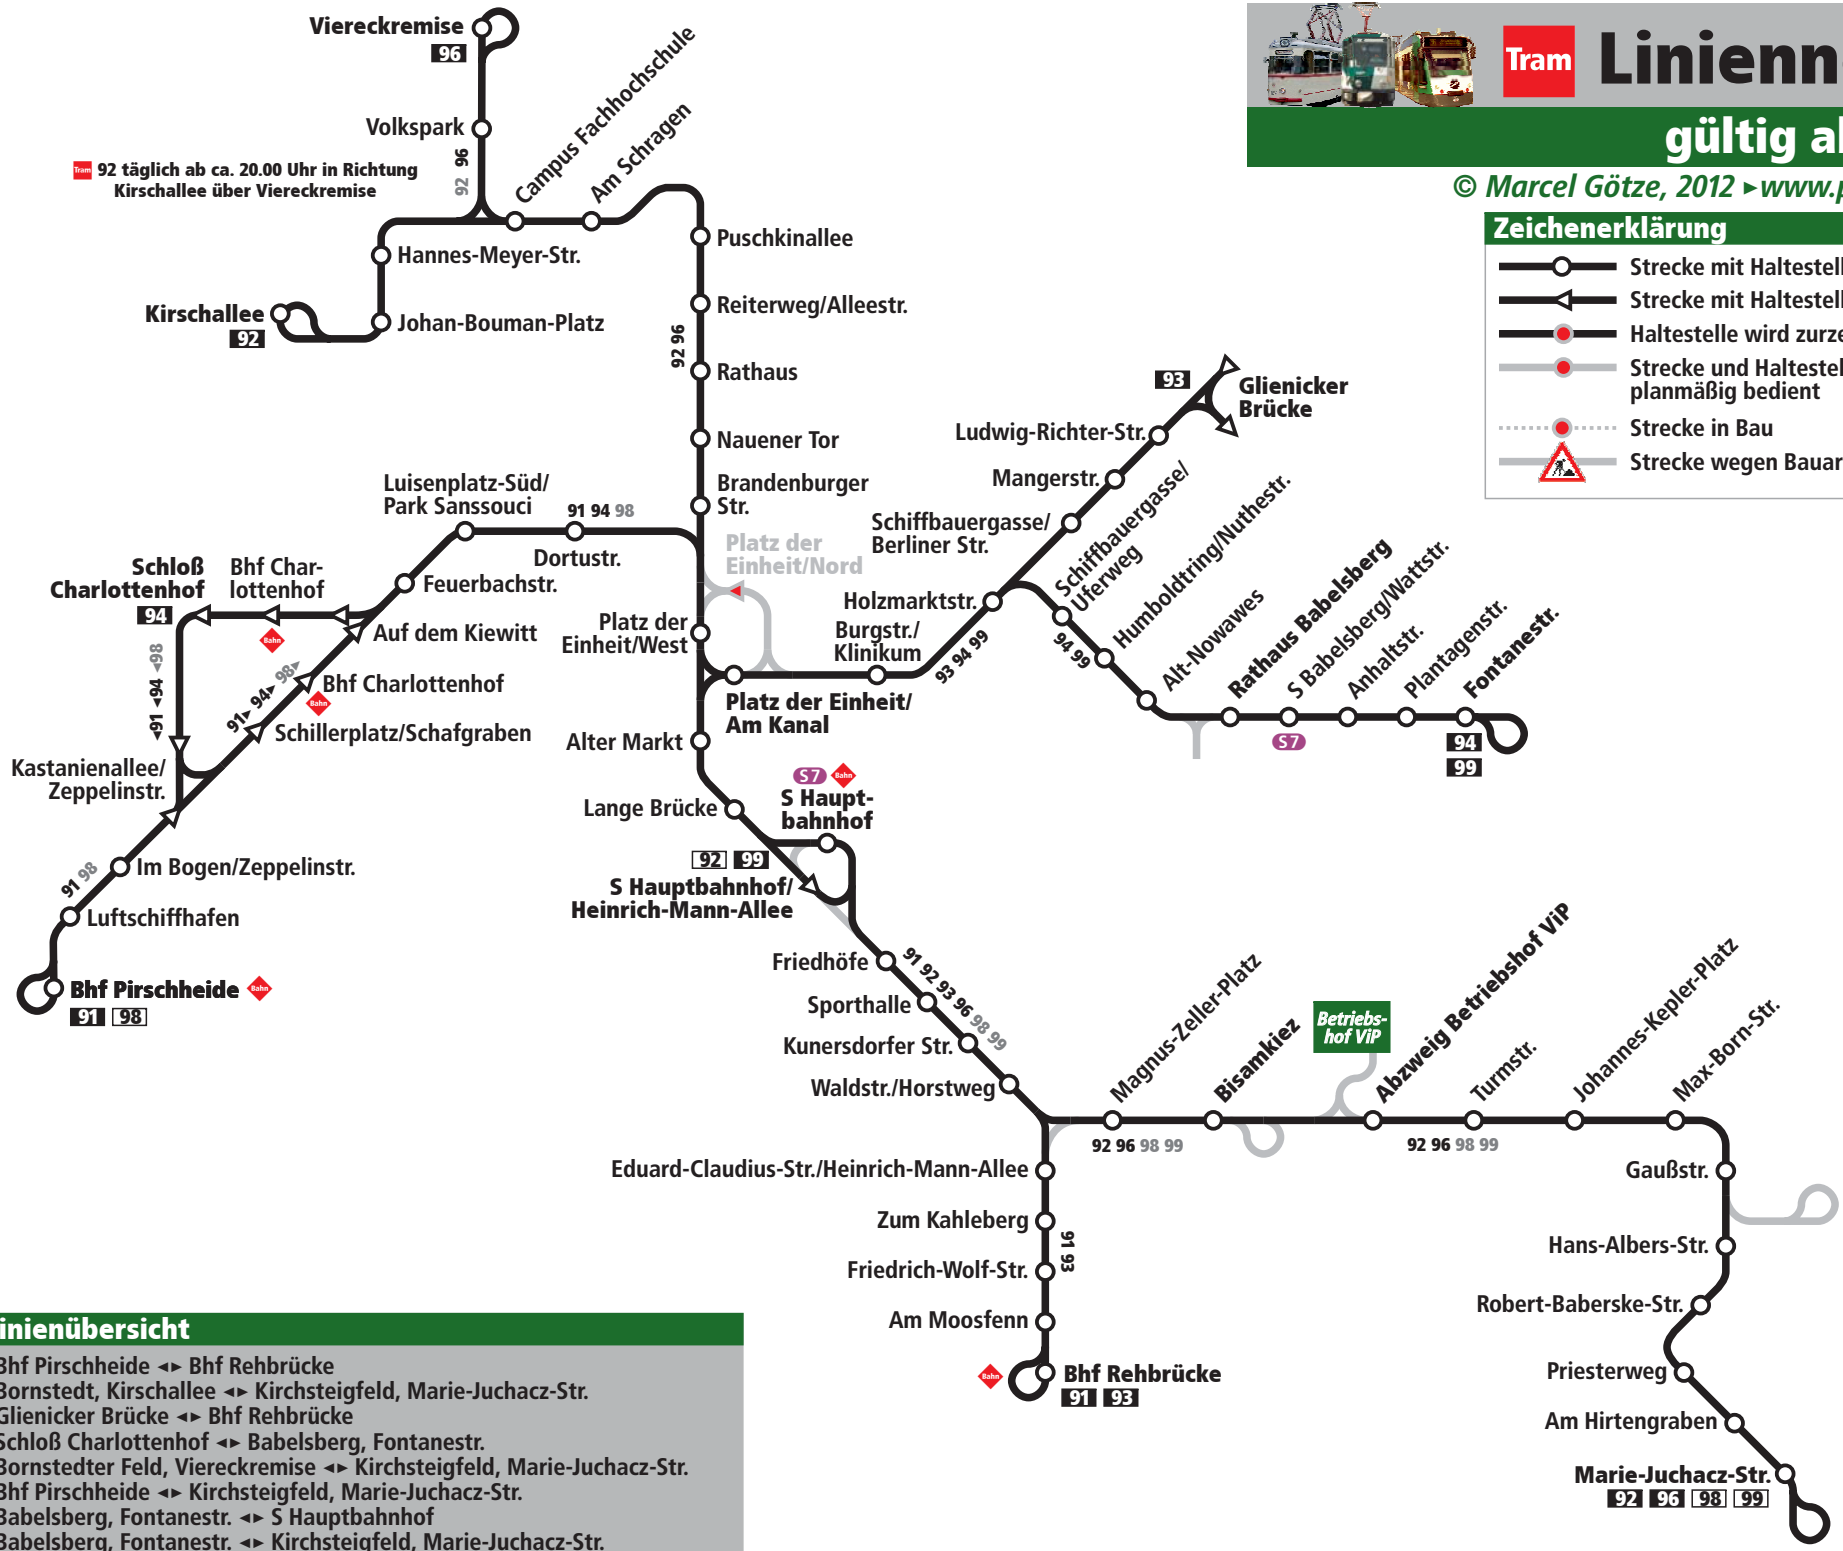 Viereckremise
96
Volkspark
Tram 92 täglich ab ca. 20.00 Uhr in Richtung
Kirschallee über Viereckremise
92 96
Campus Fachhochschule
Am Schragen
Hannes-Meyer-Str.
Kirschallee
92
Johan-Bouman-Platz
Puschkinallee
Reiterweg/Alleestr.
92 96
Rathaus
Nauener Tor
Brandenburger
Str.
Tram
Linienn
gültig a
© Marcel Götze, 2012 ►www.p
Zeichenerklärung
Strecke mit Haltestell
Strecke mit Haltestell
Haltestelle wird zurze
Strecke und Haltestel
planmäßig bedient
Strecke in Bau
Strecke wegen Bauar
93
Glienicker
Brücke
Ludwig-Richter-Str.
Mangerstr.
Schiffbauergasse/
Berliner Str.
Holzmarktstr.
Burgstr./
Klinikum
93 94 99
Schiffbauergasse/
Uferweg
Humboldtring/Nuthestr.
94 99
Alt-Nowawes
Rathaus Babelsberg
S Babelsberg/Wattstr.
S7
Anhaltstr.
Plantagenstr.
Fontanestr.
94
99
Luisenplatz-Süd/
Park Sanssouci
91 94 98
Dortustr.
Feuerbachstr.
Schloß
Charlottenhof
94
Bhf Char-
lottenhof
Bahn
Auf dem Kiewitt
◄91 ◄94 ◄98
91► 94► 98►
Bhf Charlottenhof
Bahn
Schillerplatz/Schafgraben
Kastanienallee/
Zeppelinstr.
Im Bogen/Zeppelinstr.
91 98
Luftschiffhafen
Bhf Pirschheide
Bahn
91 98
Platz der
Einheit/Nord
Platz der
Einheit/West
Platz der Einheit/
Am Kanal
Alter Markt
Lange Brücke
S7 Bahn
S Haupt-
bahnhof
92 99
S Hauptbahnhof/
Heinrich-Mann-Allee
Friedhöfe
91 92 93 96 98 99
Sporthalle
Kunersdorfer Str.
Waldstr./Horstweg
Magnus-Zeller-Platz
Bisamkiez
92 96 98 99
Betriebs-
hof ViP
Abzweig Betriebshof ViP
Turmstr.
92 96 98 99
Johannes-Kepler-Platz
Max-Born-Str.
Gaußstr.
Hans-Albers-Str.
Robert-Baberske-Str.
Priesterweg
Am Hirtengraben
Marie-Juchacz-Str.
92 96 98 99
Eduard-Claudius-Str./Heinrich-Mann-Allee
Zum Kahleberg
91 93
Friedrich-Wolf-Str.
Am Moosfenn
Bahn
Bhf Rehbrücke
91 93
inienübersicht
Bhf Pirschheide ◄► Bhf Rehbrücke
Bornstedt, Kirschallee ◄► Kirchsteigfeld, Marie-Juchacz-Str.
Glienicker Brücke ◄► Bhf Rehbrücke
Schloß Charlottenhof ◄► Babelsberg, Fontanestr.
Bornstedter Feld, Viereckremise ◄► Kirchsteigfeld, Marie-Juchacz-Str.
Bhf Pirschheide ◄► Kirchsteigfeld, Marie-Juchacz-Str.
Babelsberg, Fontanestr. ◄► S Hauptbahnhof
Babelsberg, Fontanestr. ◄► Kirchsteigfeld, Marie-Juchacz-Str.